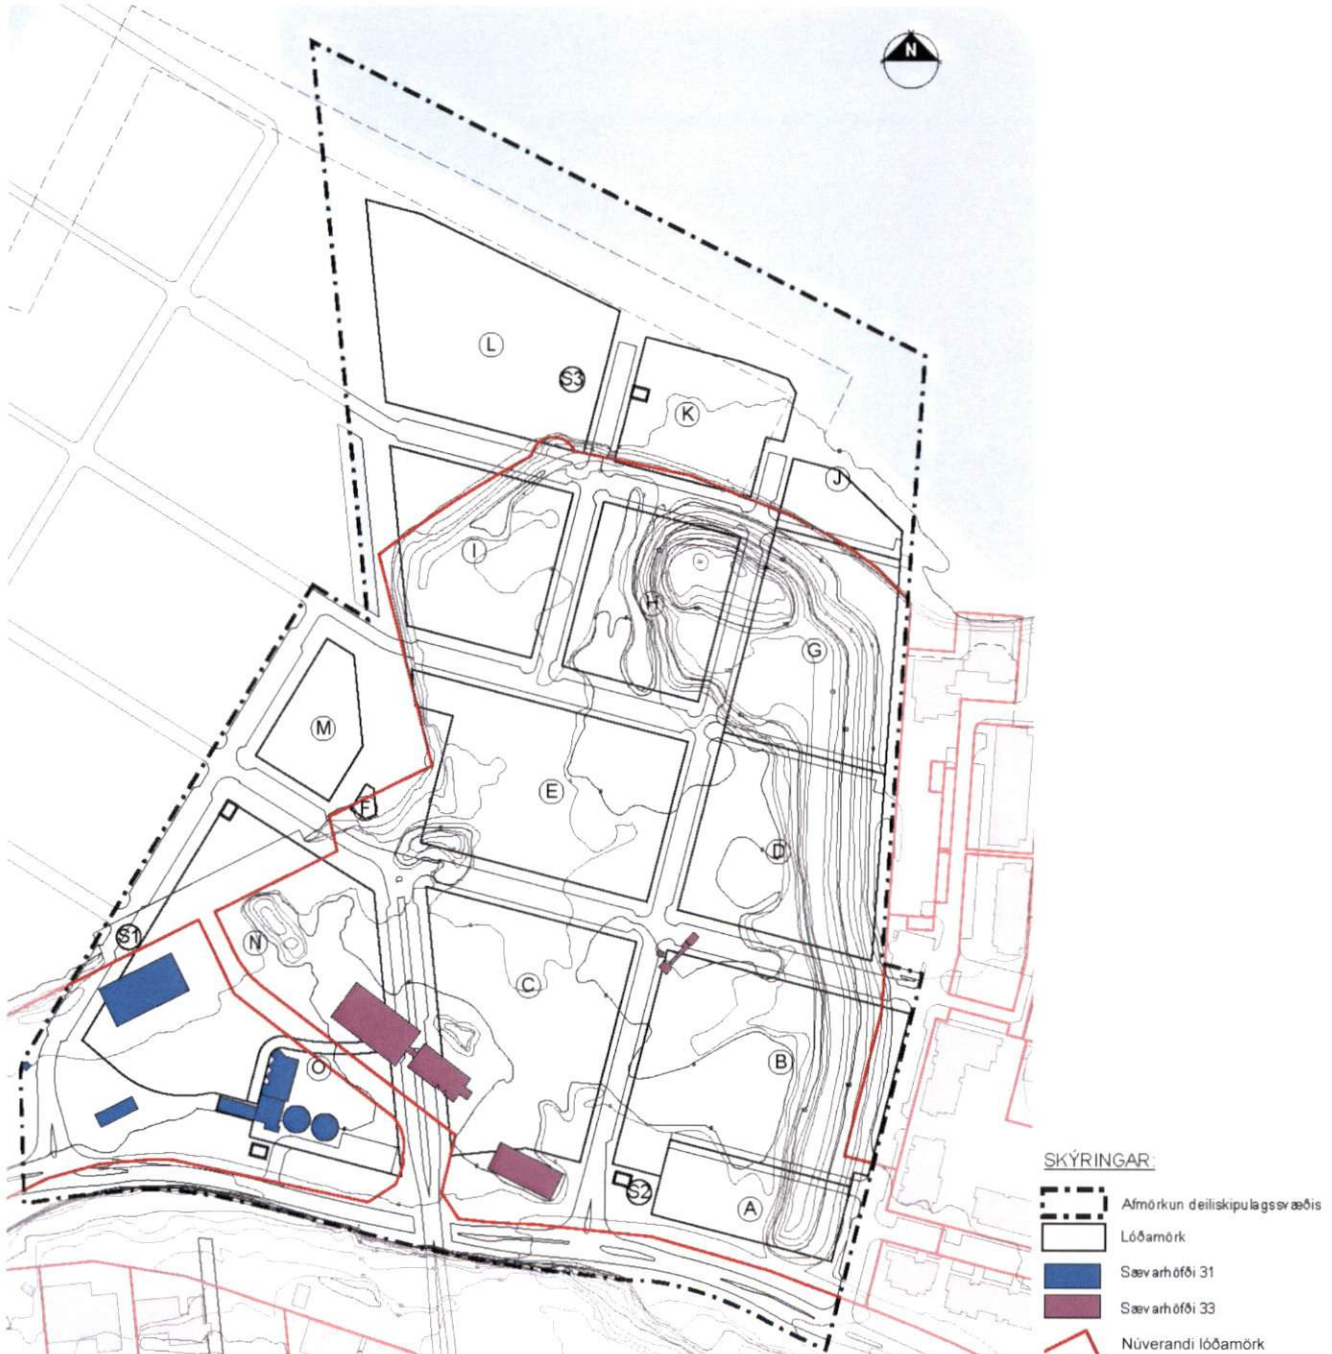 N
L
S3
K
J
I
H
G
M
E
F
D
S1
N
C
O
B
S2
A
SKÝRINGAR:
Afmörkun deiliskipulagssvæðis
Lóðamörk
Sævarhöfði 31
Sævarhöfði 33
Núverandi lóðamörk